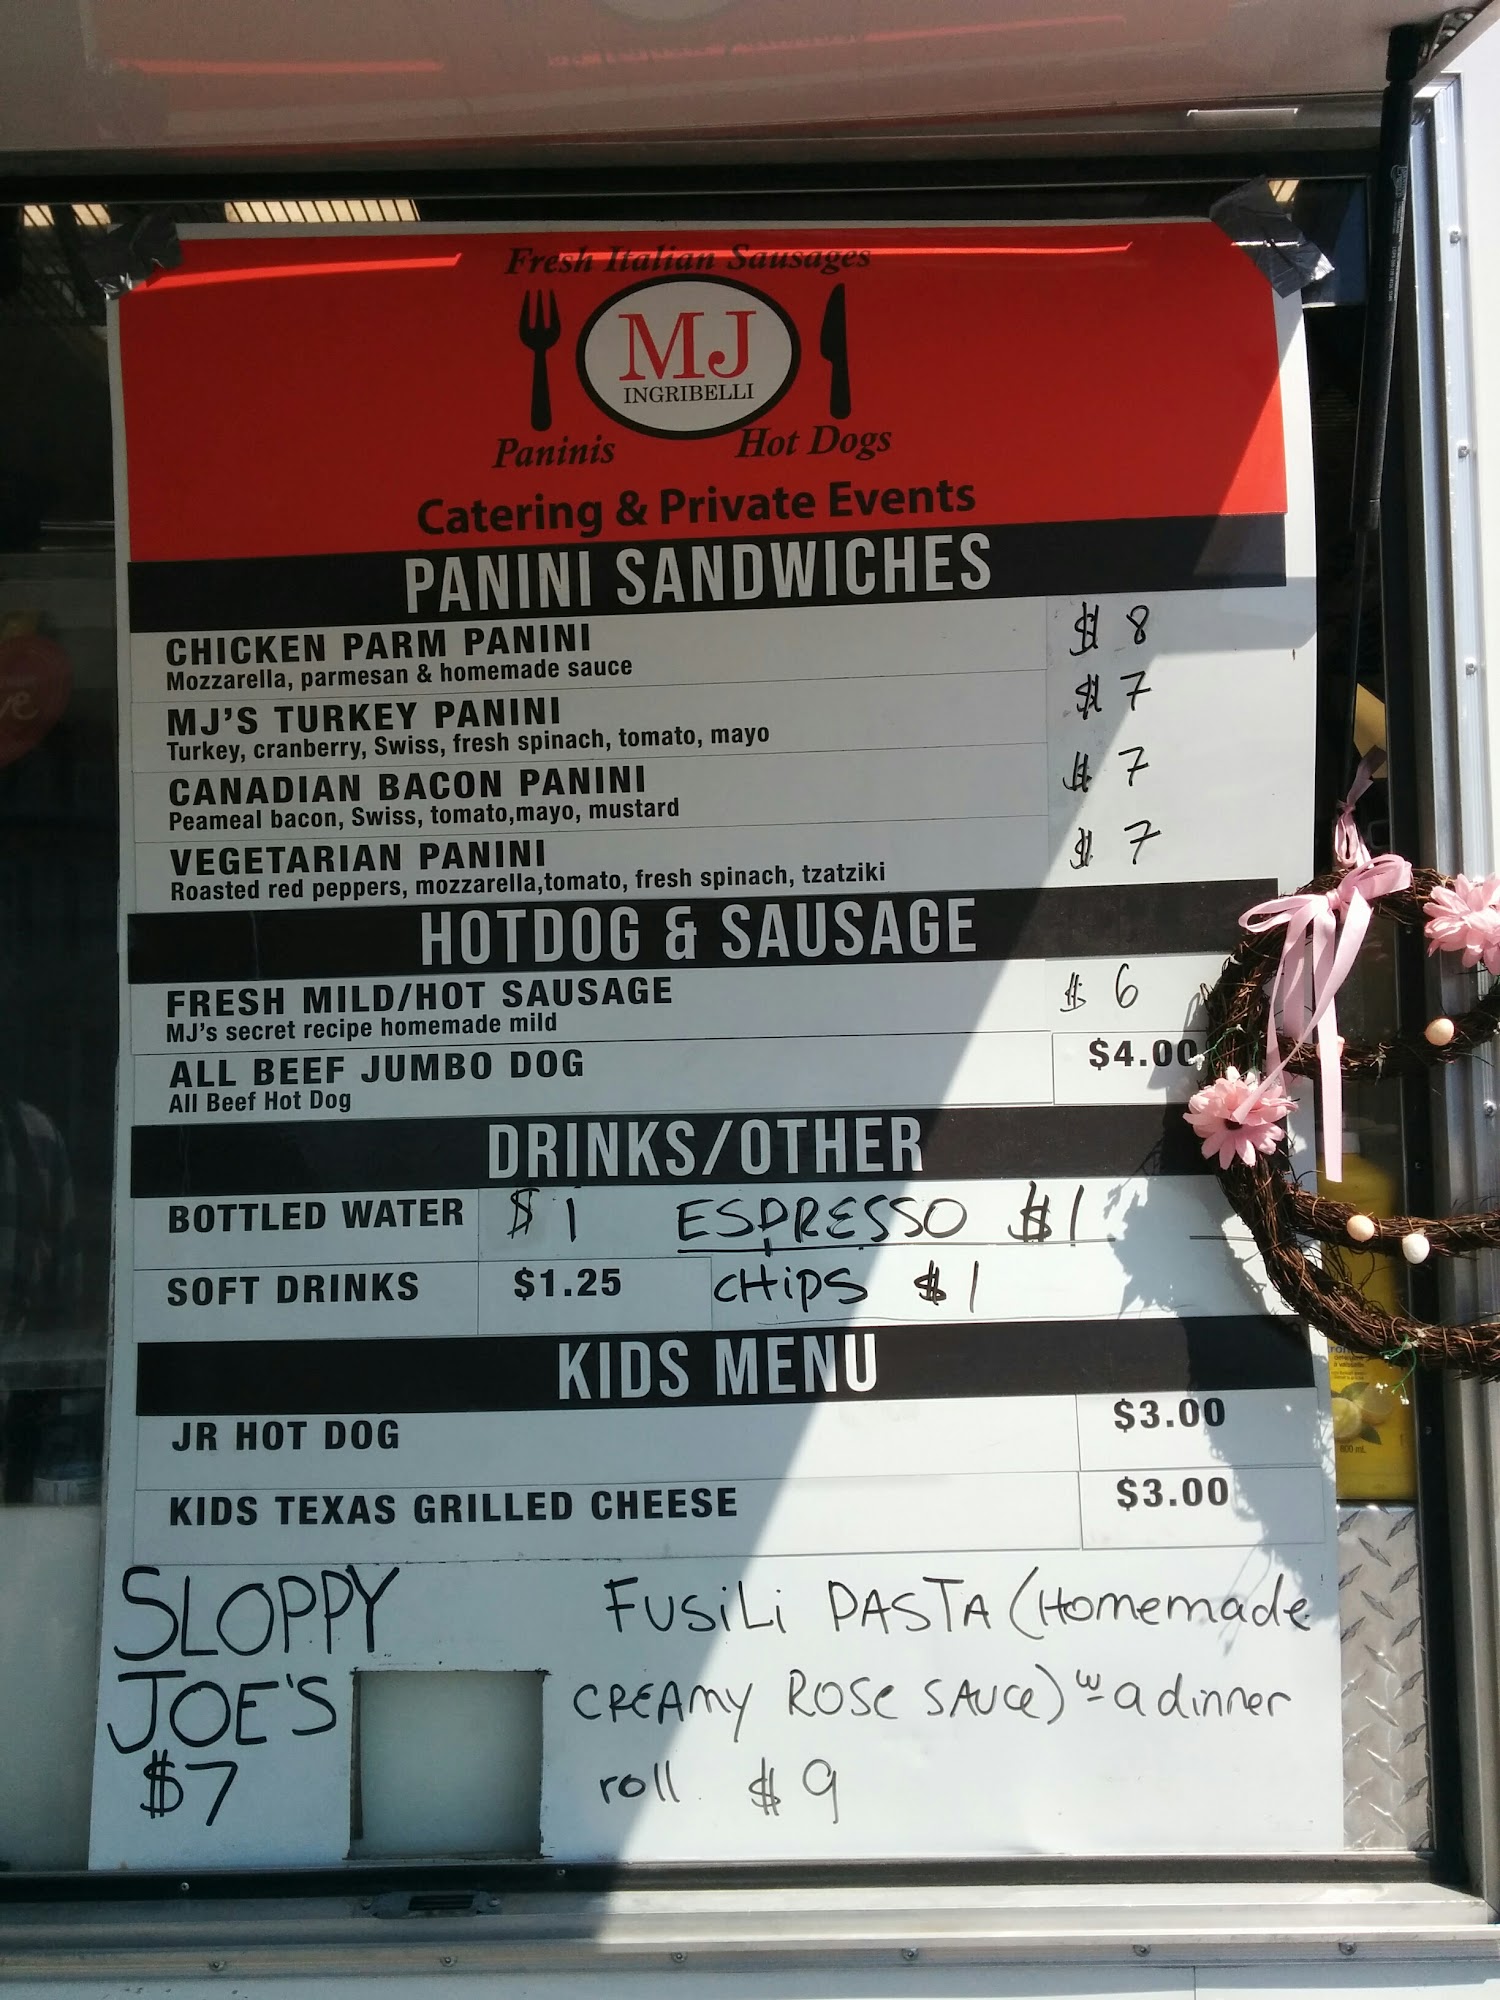 Fresh Italian Sausages
MJ
INGRIBELLI
Paninis Hot Dogs
Catering & Private Events
PANINI SANDWICHES
CHICKEN PARM PANINI $8
Mozzarella, parmesan & homemade sauce
MJ'S TURKEY PANINI $7
Turkey, cranberry, Swiss, fresh spinach, tomato, mayo
CANADIAN BACON PANINI $7
Peameal bacon, Swiss, tomato,mayo, mustard
VEGETARIAN PANINI $7
Roasted red peppers, mozzarella,tomato, fresh spinach, tzatziki
HOTDOG & SAUSAGE
FRESH MILD/HOT SAUSAGE $6
MJ's secret recipe homemade mild
ALL BEEF JUMBO DOG $4.00
All Beef Hot Dog
DRINKS/OTHER
BOTTLED WATER $1 ESPRESSO $1
SOFT DRINKS $1.25 CHIPS $1
KIDS MENU
JR HOT DOG $3.00
KIDS TEXAS GRILLED CHEESE $3.00
SLOPPY
JOE'S
$7
FUSiLi PASTA (Homemade
CREAMY ROSE SAUCE) w a dinner
roll $9
800 mL